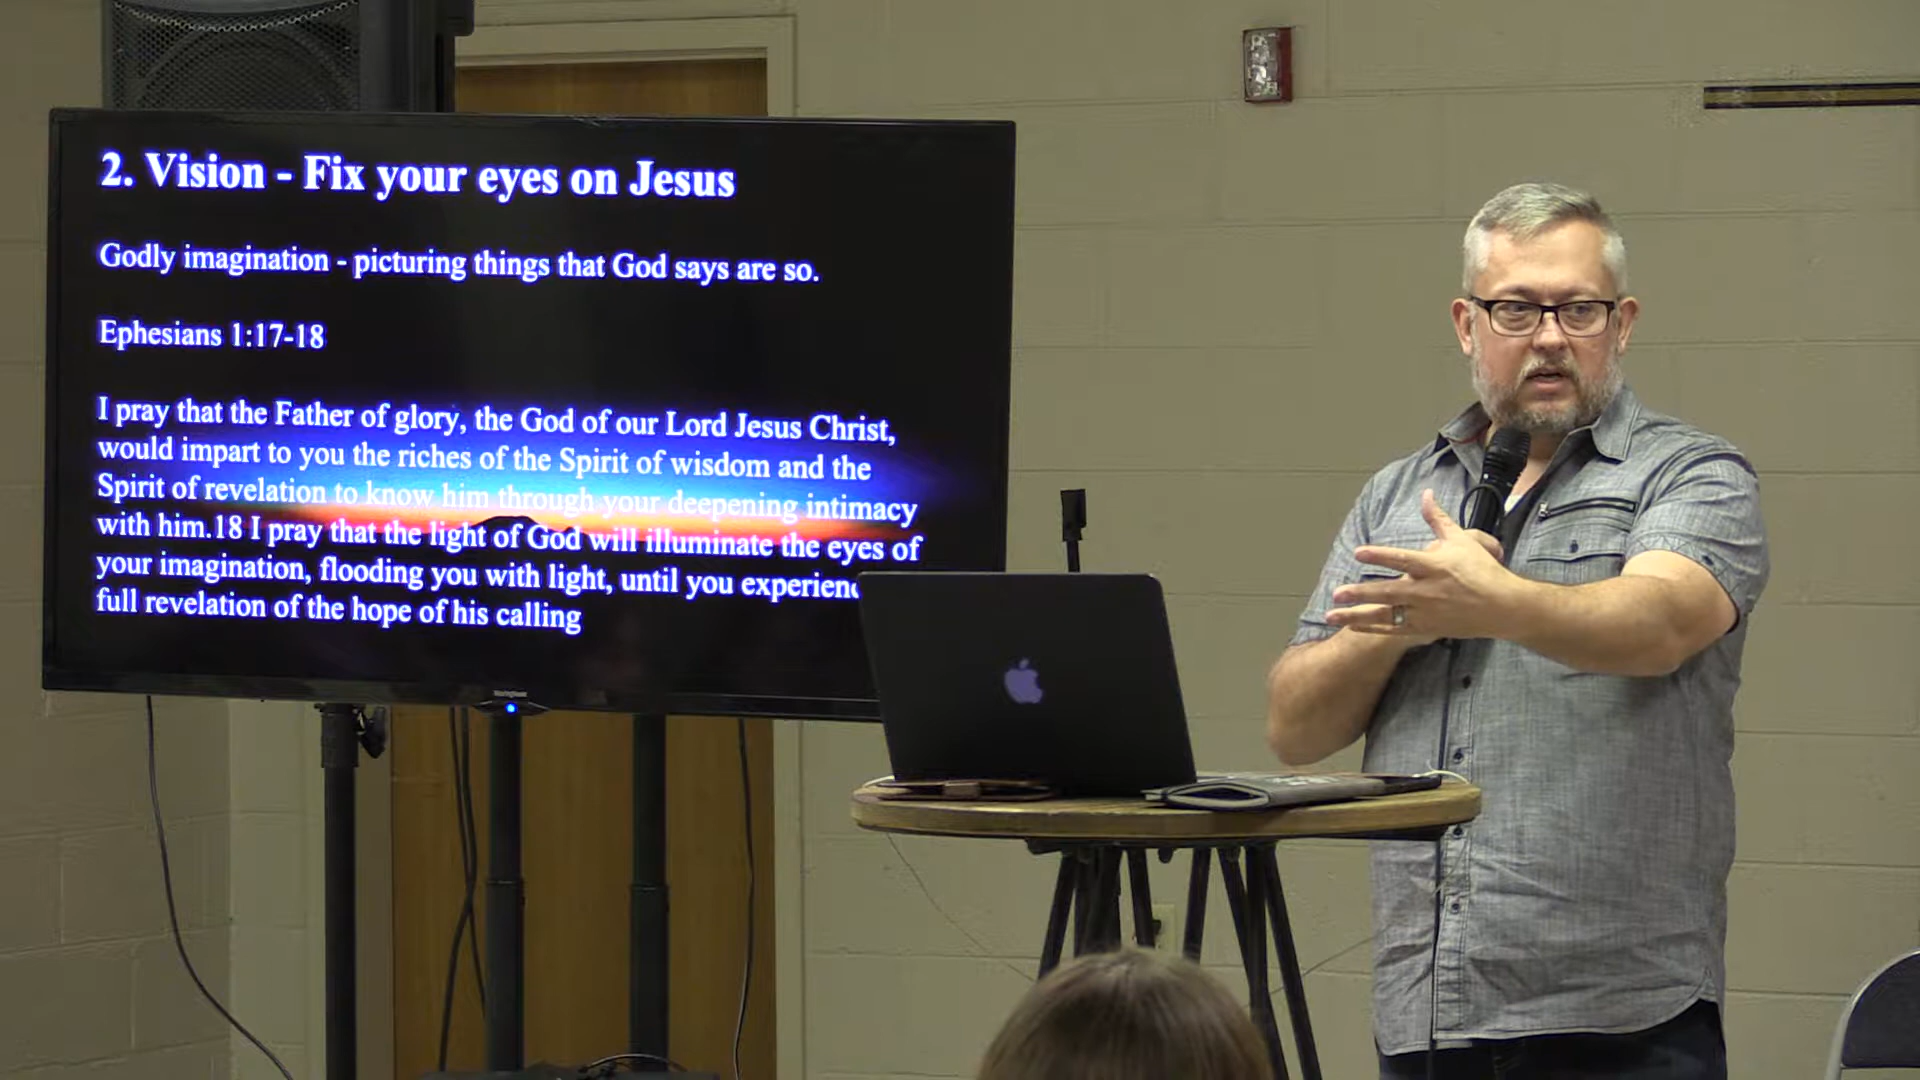 2. Vision - Fix your eyes on Jesus
Godly imagination - picturing things that God says are so.
Ephesians 1:17-18
I pray that the Father of glory, the God of our Lord Jesus Christ,
would impart to you the riches of the Spirit of wisdom and the
Spirit of revelation to know him through your deepening intimacy
with him.18 I pray that the light of God will illuminate the eyes of
your imagination, flooding you with light, until you experienc
full revelation of the hope of his calling
Westinghouse